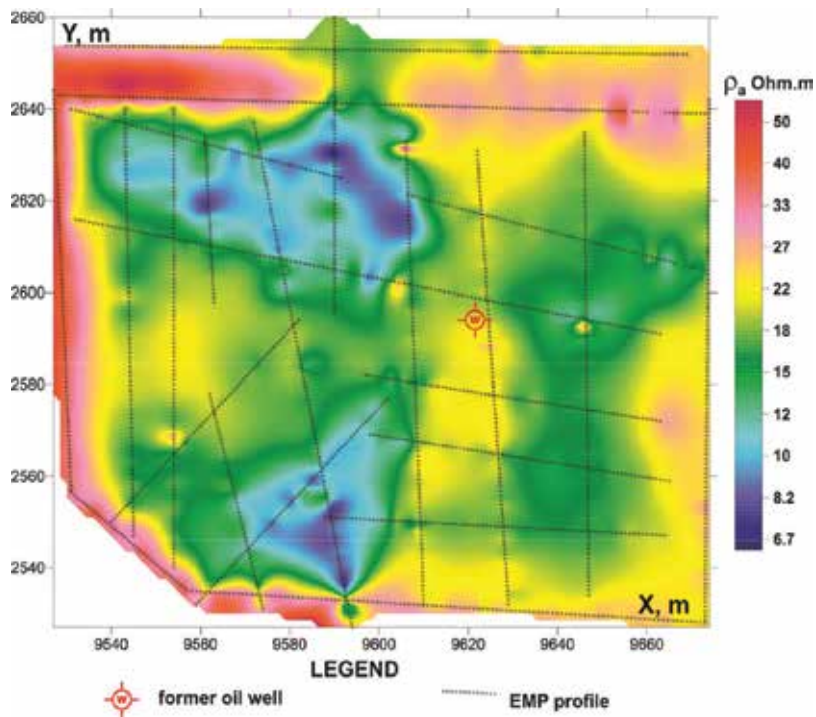 2660
Y, m
2640
2620
2600
2580
2560
2540
X, m
9540 9560 9580 9600 9620 9640 9660
ρa Ohm.m
50
40
33
27
22
18
15
12
10
8.2
6.7
W
LEGEND
W former oil well
EMP profile